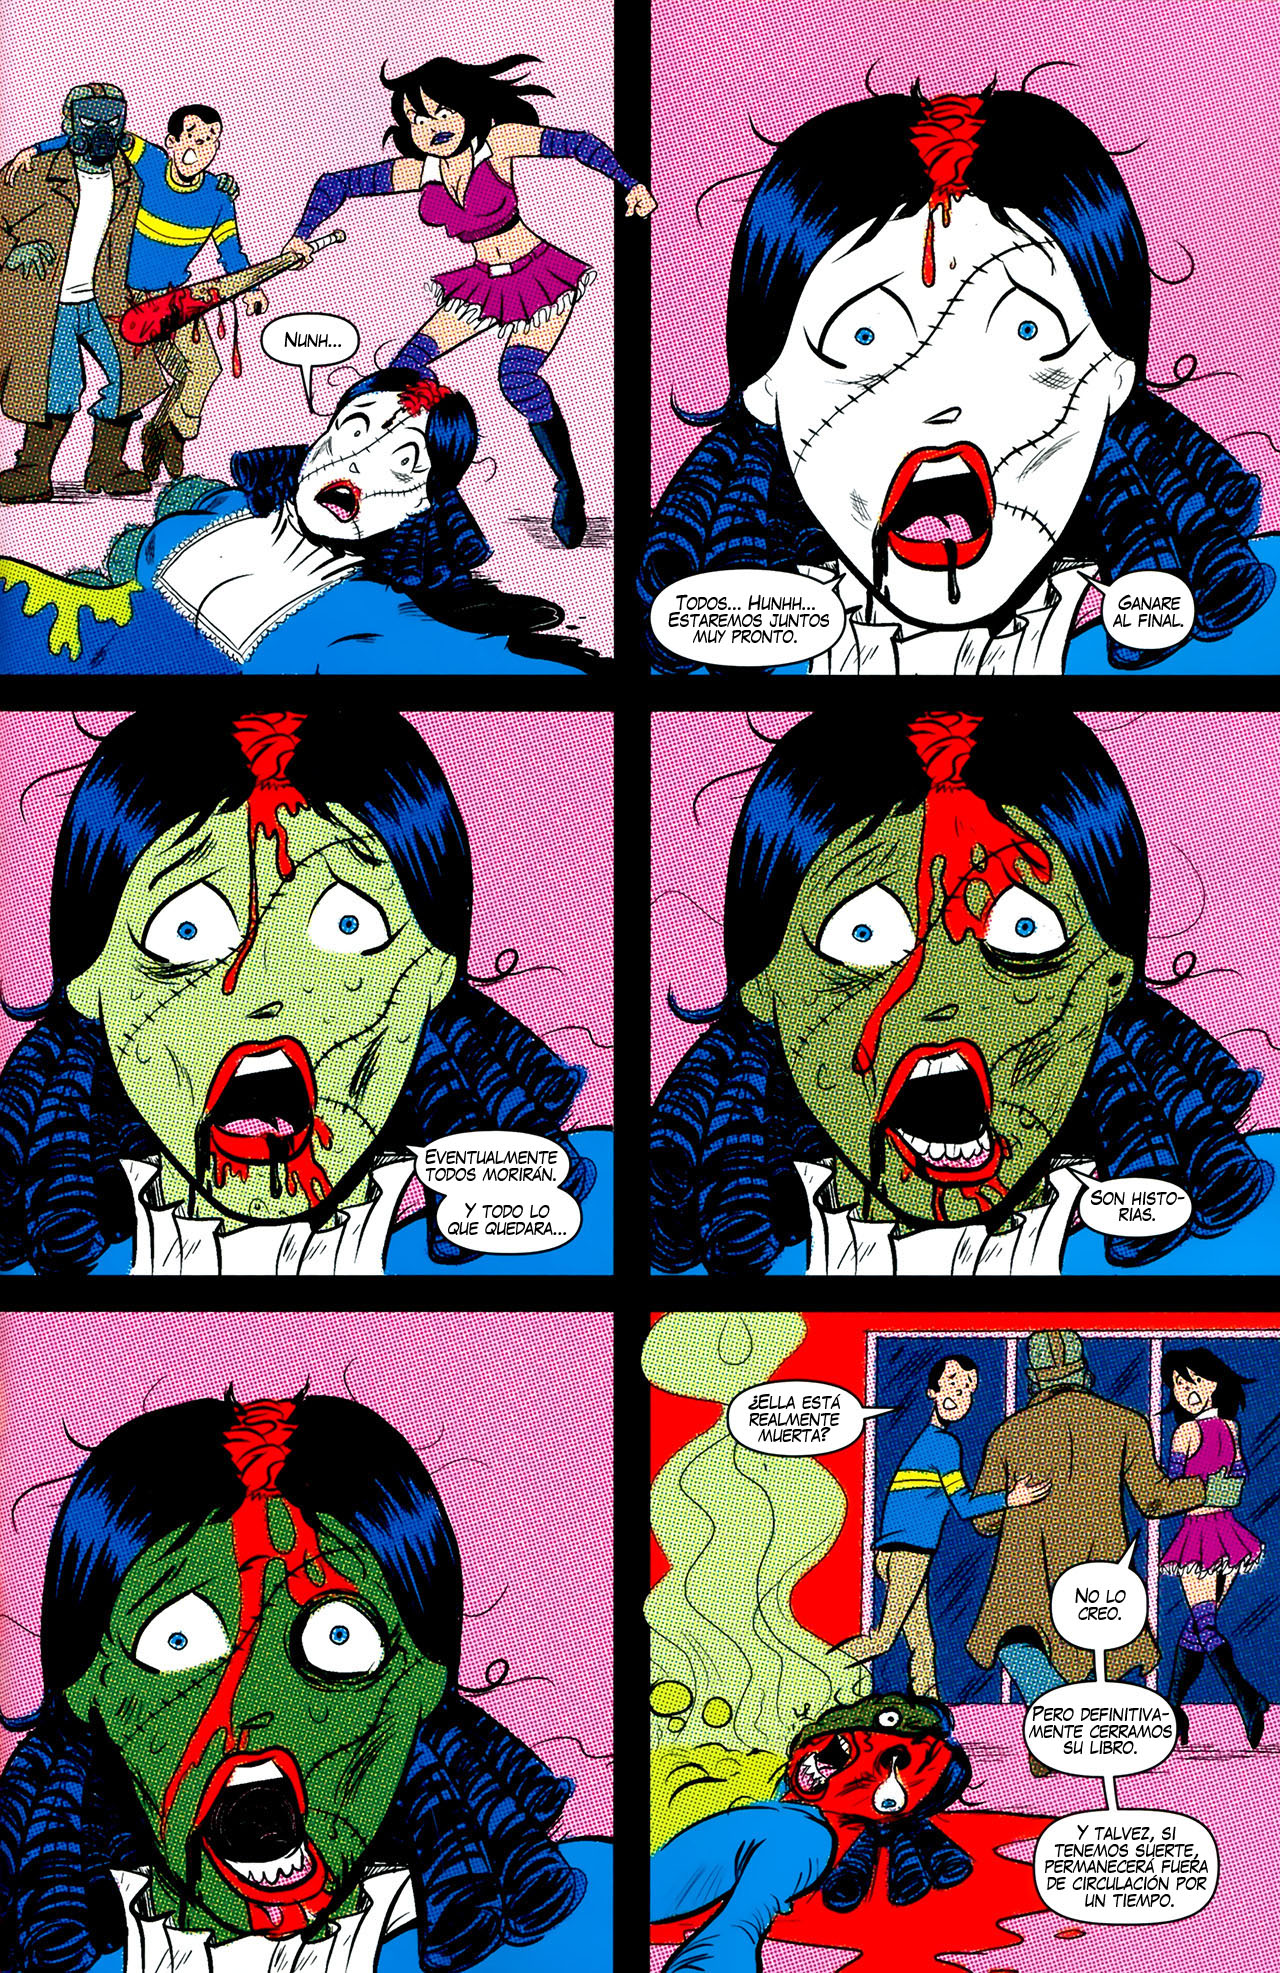 Nunh...
Todos... Hunhh...
Estaremos juntos
muy pronto.
Ganare
al final.
Eventualmente
todos morirán.
Y todo lo
que quedara...
Son histo-
rias.
¿Ella está
realmente
muerta?
No lo
creo.
Pero definitiva-
mente cerramos
su libro.
Y talvez, si
tenemos suerte,
permanecerá fuera
de circulación por
un tiempo.